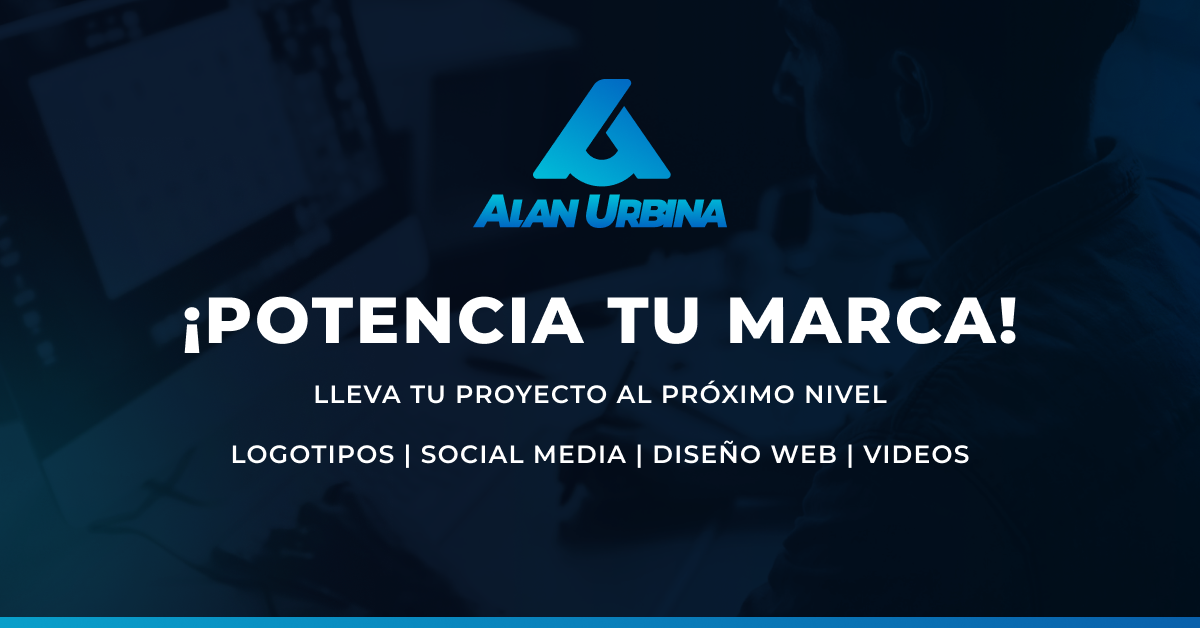 ALAN URBINA
¡POTENCIA TU MARCA!
LLEVA TU PROYECTO AL PRÓXIMO NIVEL
LOGOTIPOS | SOCIAL MEDIA | DISEÑO WEB | VIDEOS